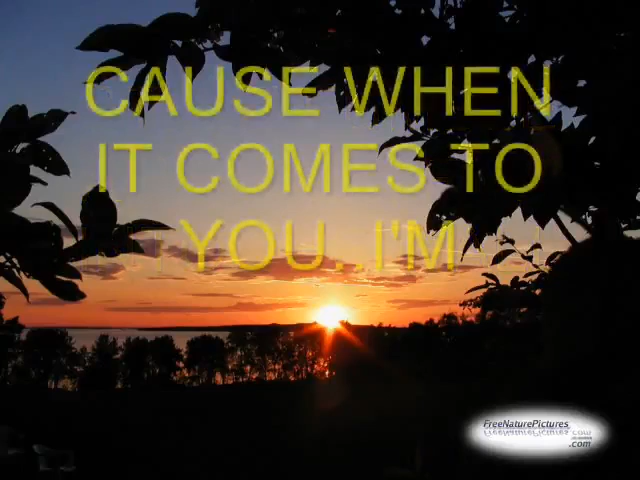 CAUSE WHEN
IT COMES TO
YOU..I'M
FreeNaturePictures
.com